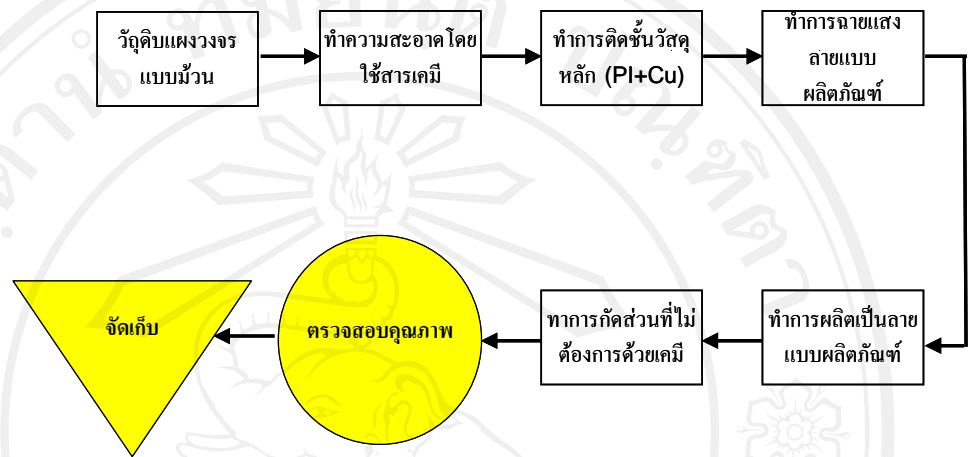 วัถุดิบแผงวงจร
แบบม้วน
ทำความสะอาดโดย
ใช้สารเคมี
ทำการติดชั้นวัสดุ
หลัก (PI+Cu)
ทำการฉายแสง
ลายแบบ
ผลิตภัณฑ์
ทำการผลิตเป็นลาย
แบบผลิตภัณฑ์
ทาการกัดส่วนที่ไม่
ต้องการด้วยเคมี
ตรวจสอบคุณภาพ
จัดเก็บ